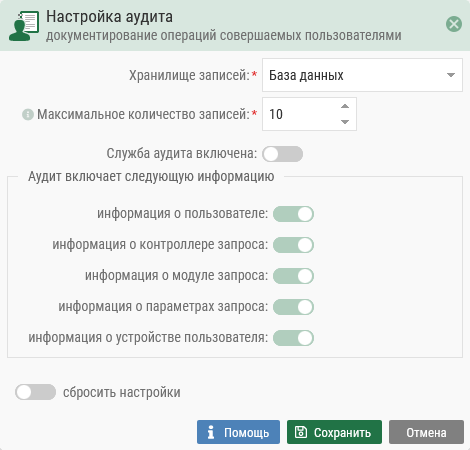 Настройка аудита
документирование операций совершаемых пользователями
Хранилище записей:* База данных
Максимальное количество записей:* 10
Служба аудита включена:
Аудит включает следующую информацию
информация о пользователе:
информация о контроллере запроса:
информация о модуле запроса:
информация о параметрах запроса:
информация о устройстве пользователя:
сбросить настройки
Помощь Сохранить Отмена